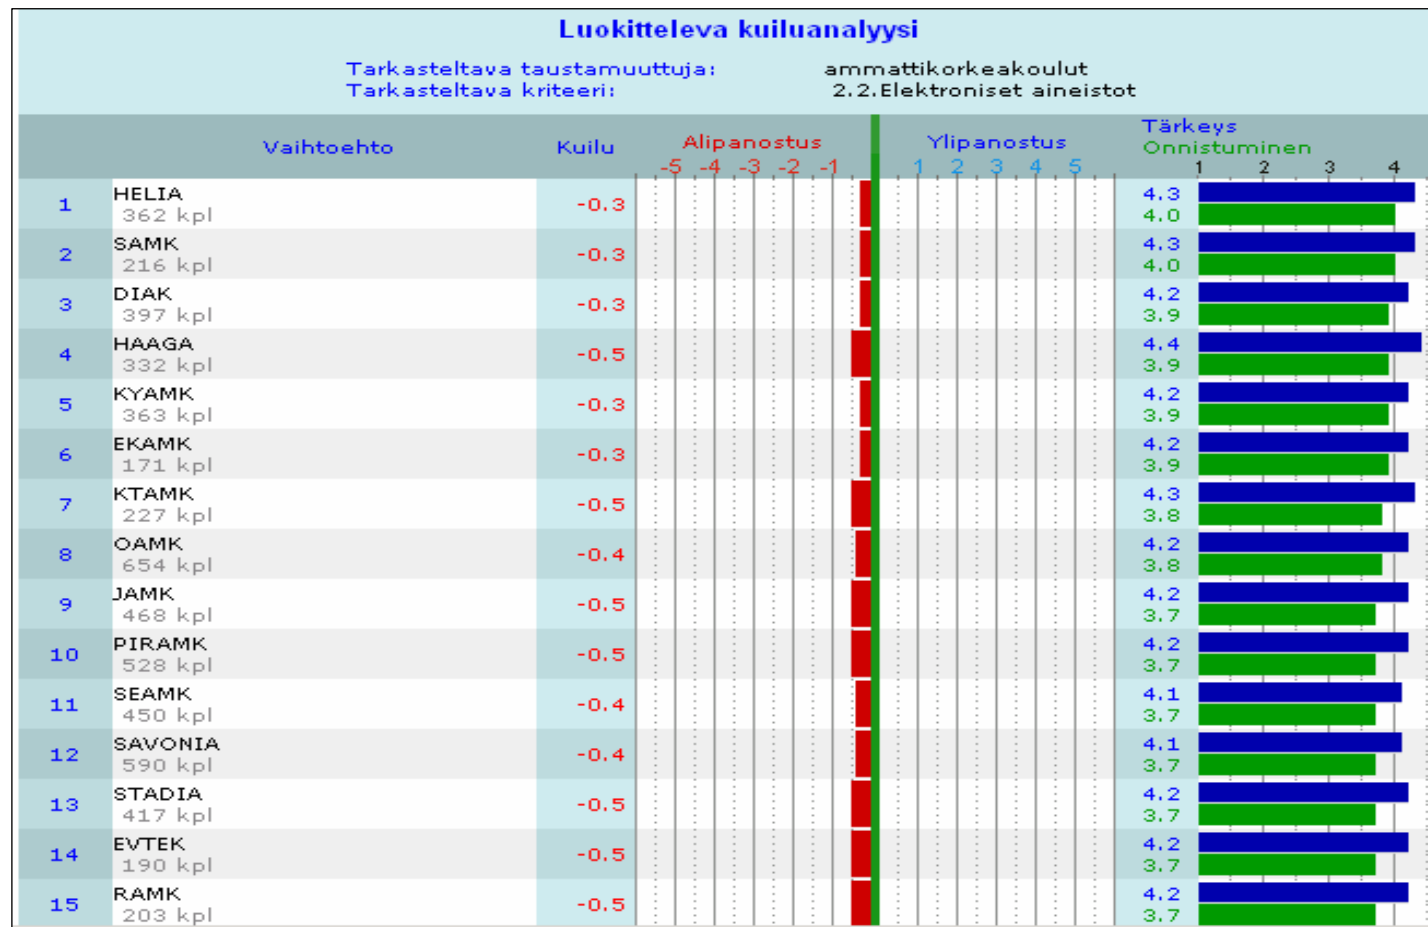 Luokitteleva kuiluanalyysi
Tarkasteltava taustamuuttuja: ammattikorkeakoulut
Tarkasteltava kriteeri: 2.2.Elektroniset aineistot
Vaihtoehto Kuilu Alipanostus Ylipanostus Tärkeys
Onnistuminen
-5 -4 -3 -2 -1 1 2 3 4 5 1 2 3 4
1 HELIA -0.3 4.3
362 kpl 4.0
2 SAMK -0.3 4.3
216 kpl 4.0
3 DIAK -0.3 4.2
397 kpl 3.9
4 HAAGA -0.5 4.4
332 kpl 3.9
5 KYAMK -0.3 4.2
363 kpl 3.9
6 EKAMK -0.3 4.2
171 kpl 3.9
7 KTAMK -0.5 4.3
227 kpl 3.8
8 OAMK -0.4 4.2
654 kpl 3.8
9 JAMK -0.5 4.2
468 kpl 3.7
10 PIRAMK -0.5 4.2
528 kpl 3.7
11 SEAMK -0.4 4.1
450 kpl 3.7
12 SAVONIA -0.4 4.1
590 kpl 3.7
13 STADIA -0.5 4.2
417 kpl 3.7
14 EVTEK -0.5 4.2
190 kpl 3.7
15 RAMK -0.5 4.2
203 kpl 3.7